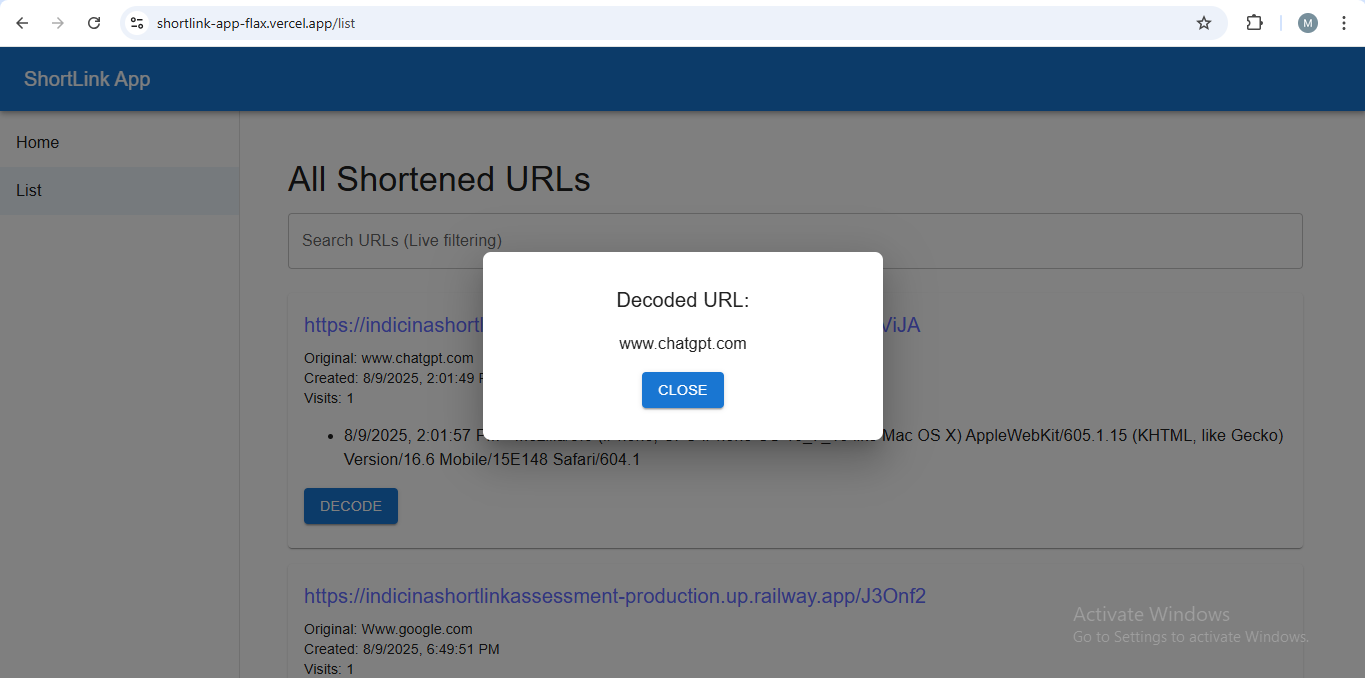 shortlink-app-flax.vercel.app/list
M
ShortLink App
Home
List
All Shortened URLs
Search URLs (Live filtering)
Decoded URL:
www.chatgpt.com
CLOSE
https://indicinashortl ViJA
Original: www.chatgpt.com
Created: 8/9/2025, 2:01:49
Visits: 1
8/9/2025, 2:01:57 Mac OS X) AppleWebKit/605.1.15 (KHTML, like Gecko)
Version/16.6 Mobile/15E148 Safari/604.1
DECODE
https://indicinashortlinkassessment-production.up.railway.app/J3Onf2
Original: Www.google.com
Created: 8/9/2025, 6:49:51 PM
Visits: 1
Activate Windows
Go to Settings to activate Windows.